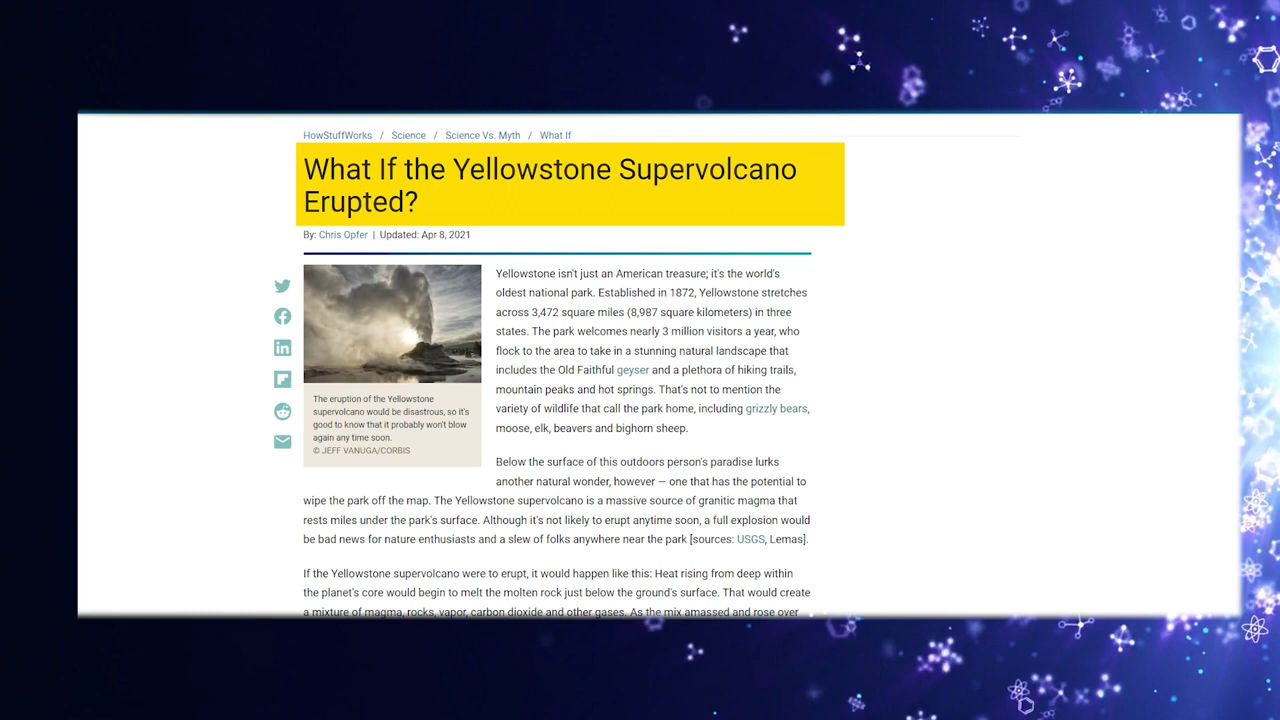 HowStuffWorks / Science / Science Vs. Myth / What If
What If the Yellowstone Supervolcano
Erupted?
By: Chris Opfer | Updated: Apr 8, 2021
Yellowstone isn't just an American treasure; it's the world's
oldest national park. Established in 1872, Yellowstone stretches
across 3,472 square miles (8,987 square kilometers) in three
states. The park welcomes nearly 3 million visitors a year, who
flock to the area to take in a stunning natural landscape that
includes the Old Faithful geyser and a plethora of hiking trails,
mountain peaks and hot springs. That's not to mention the
variety of wildlife that call the park home, including grizzly bears,
moose, elk, beavers and bighorn sheep.
The eruption of the Yellowstone
supervolcano would be disastrous, so it's
good to know that it probably won't blow
again any time soon.
© JEFF VANUGA/CORBIS
Below the surface of this outdoors person's paradise lurks
another natural wonder, however — one that has the potential to
wipe the park off the map. The Yellowstone supervolcano is a massive source of granitic magma that
rests miles under the park's surface. Although it's not likely to erupt anytime soon, a full explosion would
be bad news for nature enthusiasts and a slew of folks anywhere near the park [sources: USGS, Lemas].
If the Yellowstone supervolcano were to erupt, it would happen like this: Heat rising from deep within
the planet's core would begin to melt the molten rock just below the ground's surface. That would create
a mixture of magma, rocks, vapor, carbon dioxide and other gases. As the mix amassed and rose over